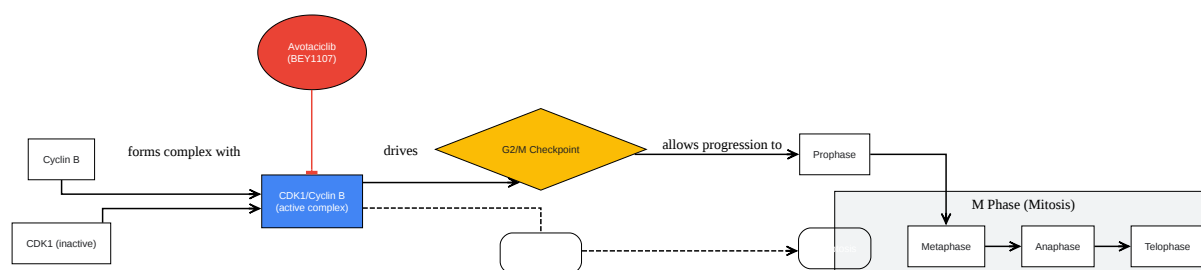 Avotaciclib
(BEY1107)
Cyclin B
forms complex with
drives
G2/M Checkpoint
allows progression to
Prophase
CDK1/Cyclin B
(active complex)
M Phase (Mitosis)
CDK1 (inactive)
Metaphase
Anaphase
Telophase